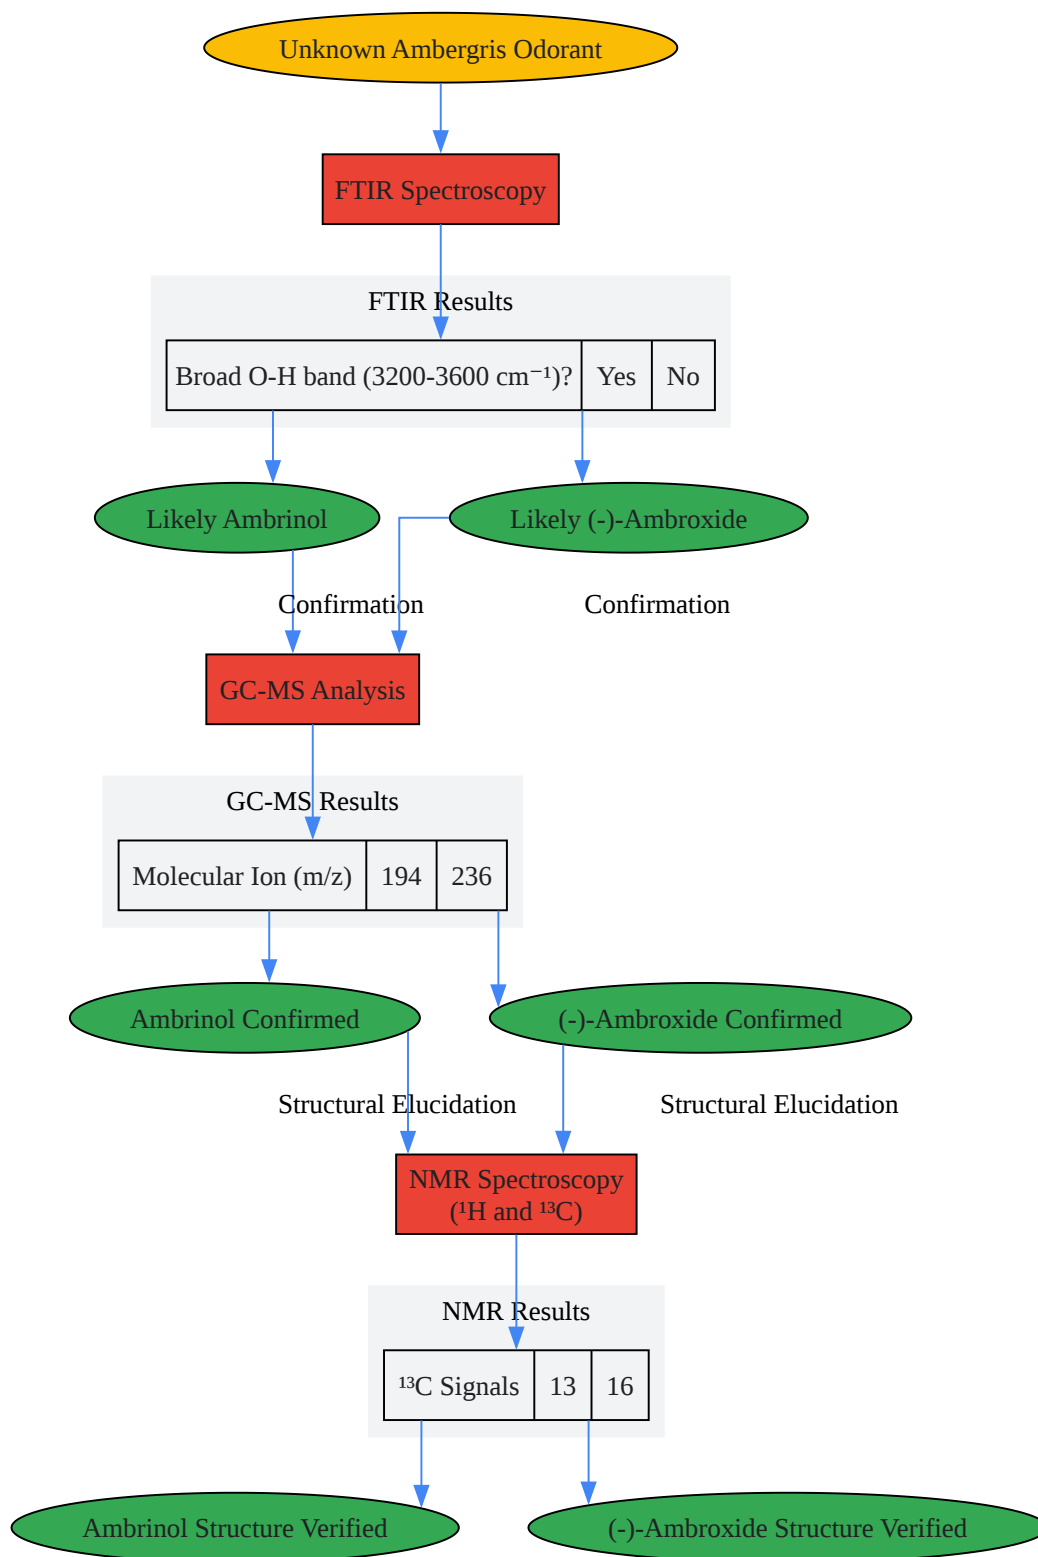 Unknown Ambergris Odorant
FTIR Spectroscopy
FTIR Results
Broad O-H band (3200-3600 cm⁻¹)? Yes No
Likely Ambrinol
Likely (-)-Ambroxide
Confirmation
Confirmation
GC-MS Analysis
GC-MS Results
Molecular Ion (m/z) 194 236
Ambrinol Confirmed
(-)-Ambroxide Confirmed
Structural Elucidation
Structural Elucidation
NMR Spectroscopy
(¹H and ¹³C)
NMR Results
¹³C Signals 13 16
Ambrinol Structure Verified
(-)-Ambroxide Structure Verified